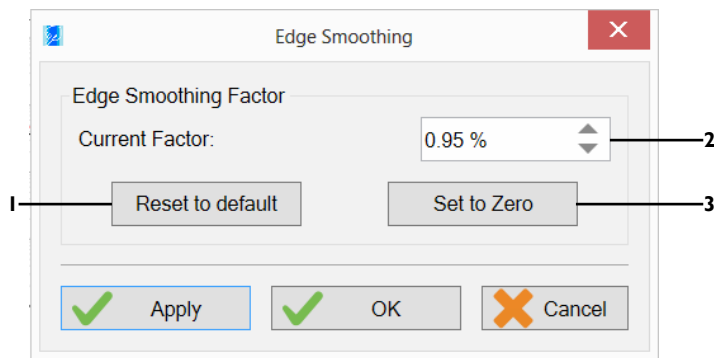 Edge Smoothing
Edge Smoothing Factor
Current Factor: 0.95 % 2
1 Reset to default Set to Zero 3
Apply OK Cancel